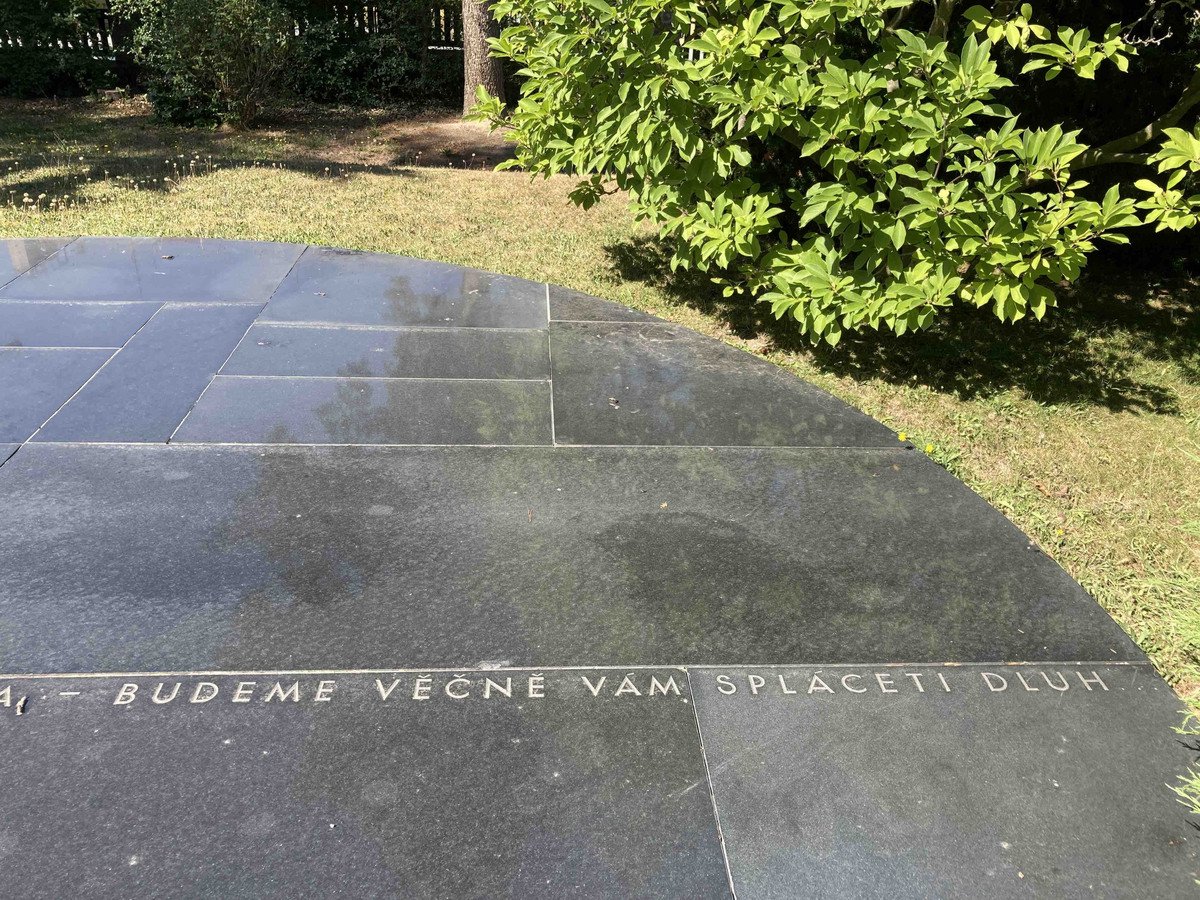 A – BUDEME VĚČNĚ VÁM SPLÁCETI DLUH